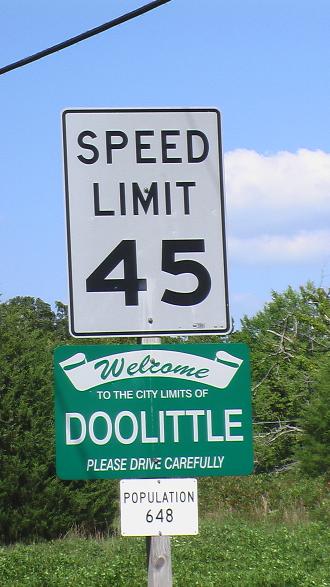 SPEED
LIMIT
45
Welcome
TO THE CITY LIMITS OF
DOOLITTLE
PLEASE DRIVE CAREFULLY
POPULATION
648